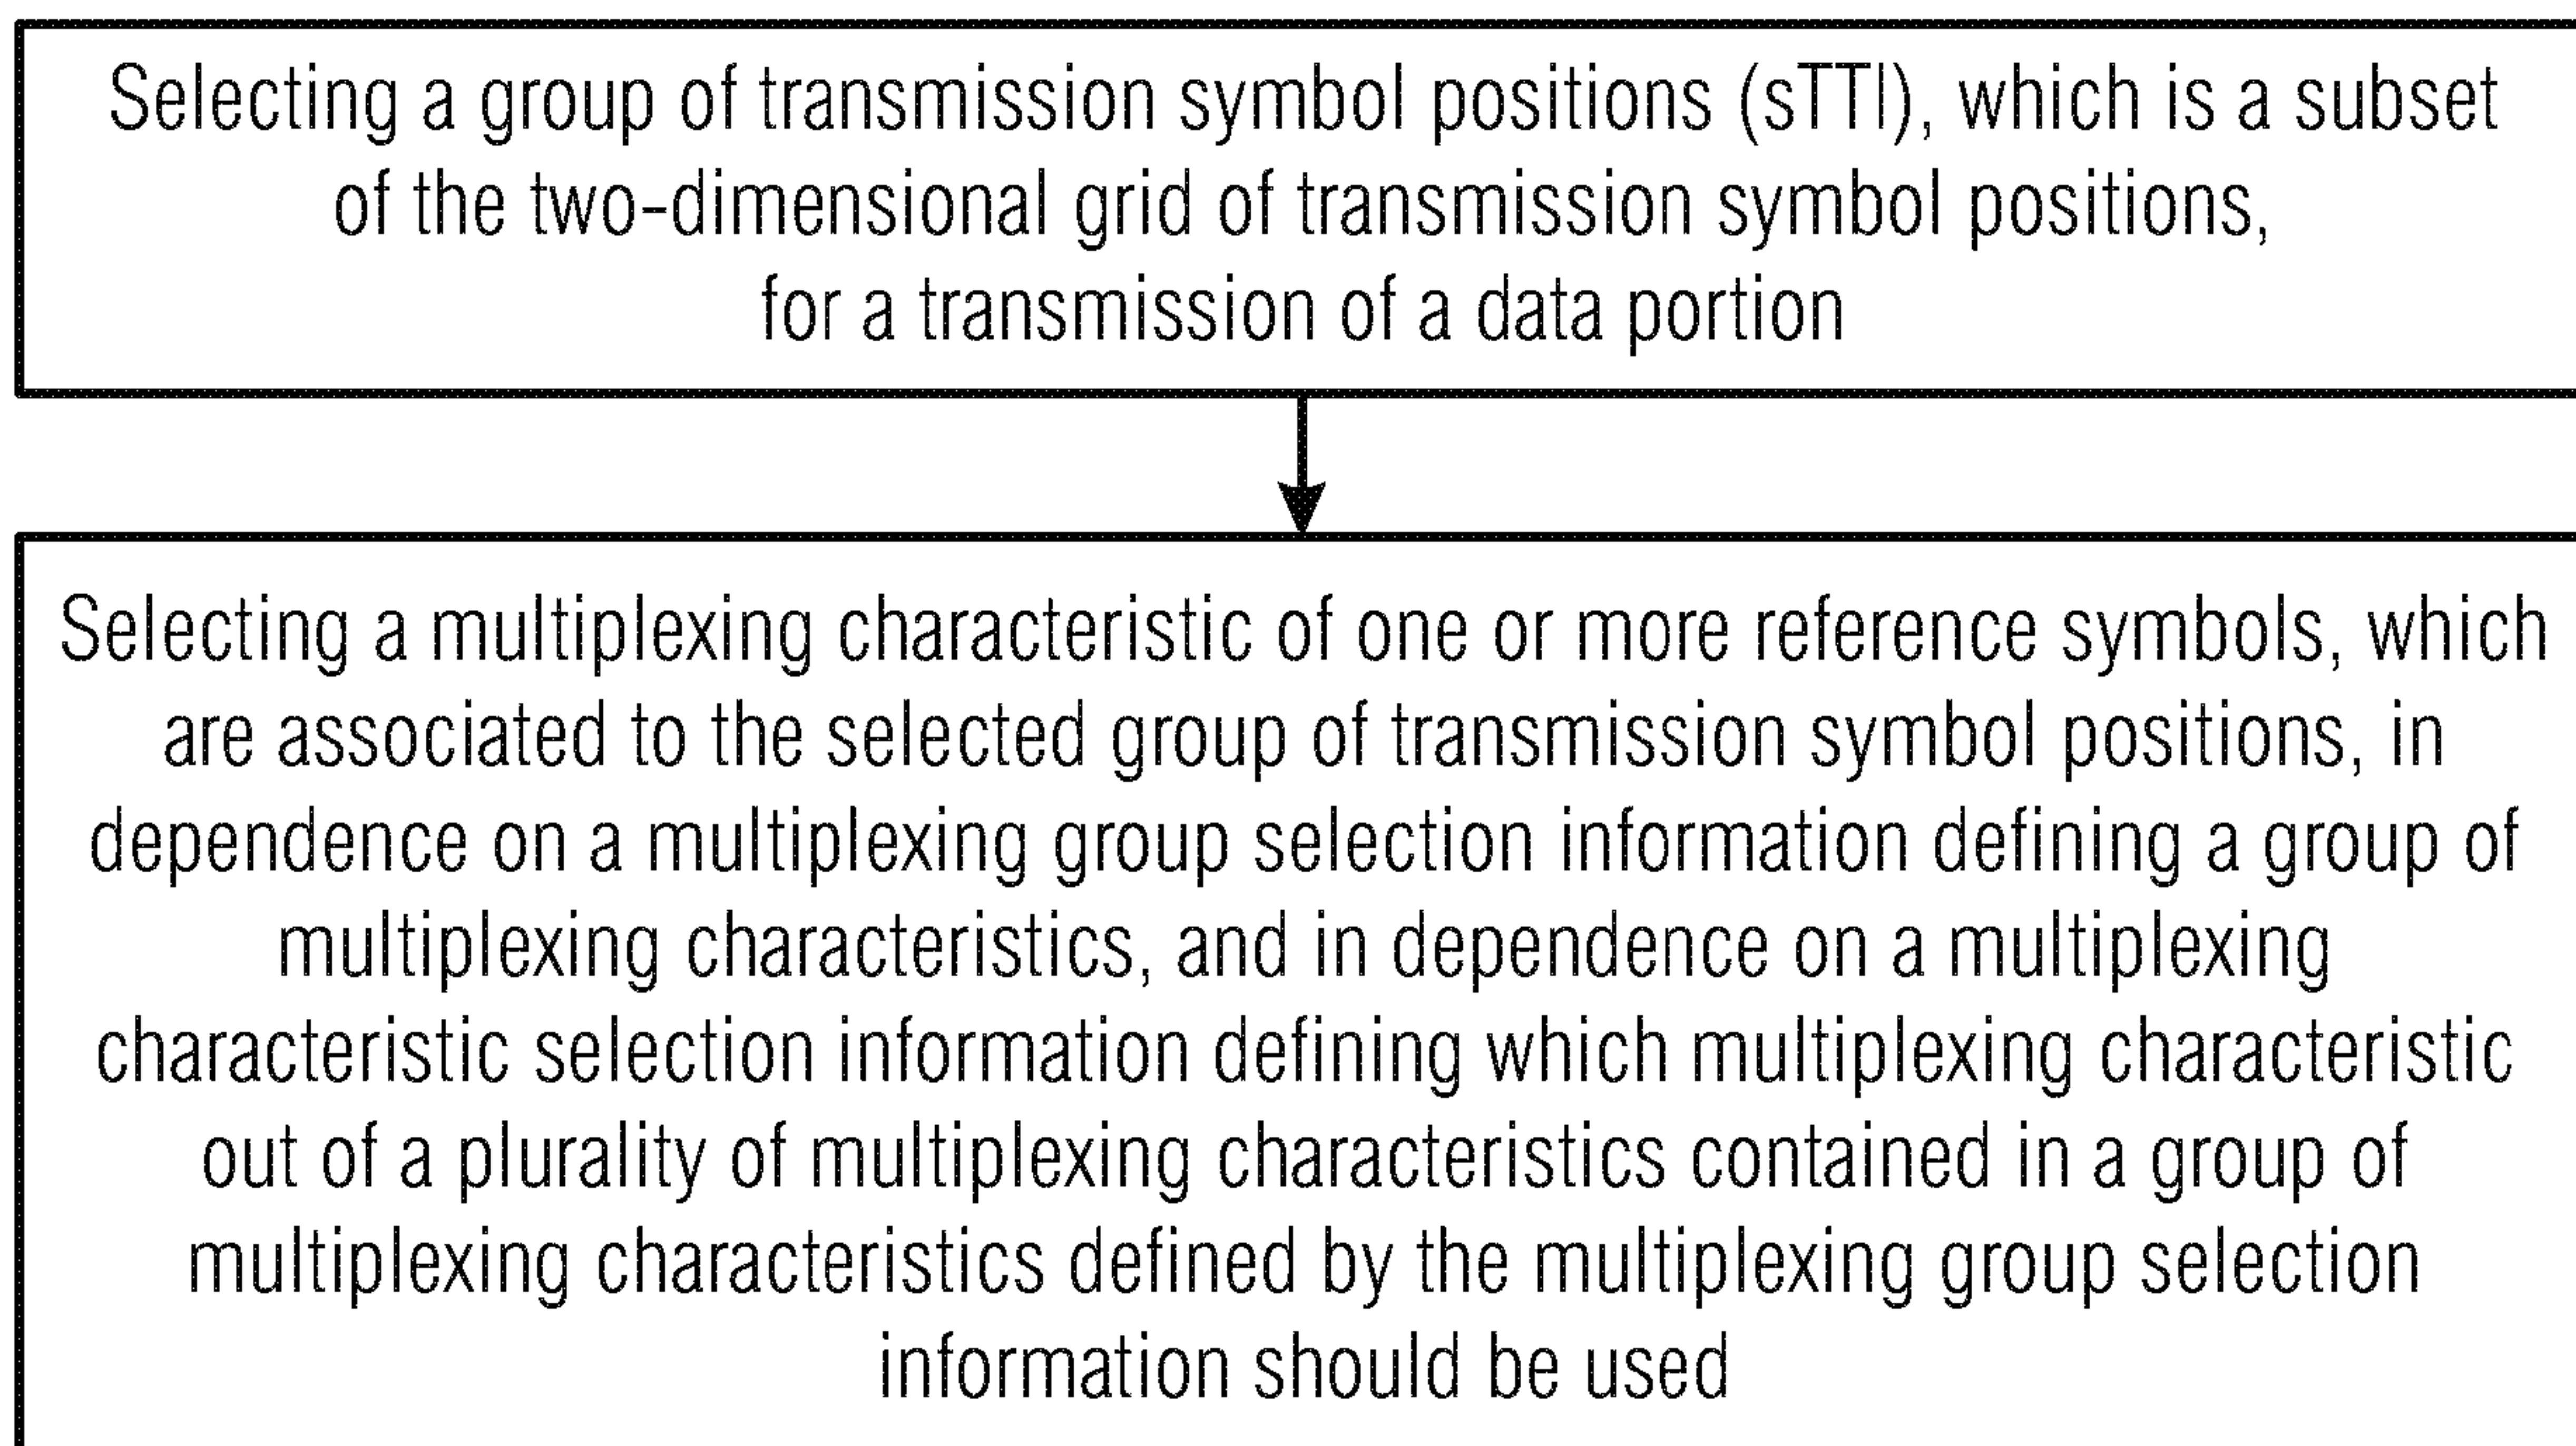 Selecting a group of transmission symbol positions (sTTI), which is a subset
of the two-dimensional grid of transmission symbol positions,
for a transmission of a data portion
Selecting a multiplexing characteristic of one or more reference symbols, which
are associated to the selected group of transmission symbol positions, in
dependence on a multiplexing group selection information defining a group of
multiplexing characteristics, and in dependence on a multiplexing
characteristic selection information defining which multiplexing characteristic
out of a plurality of multiplexing characteristics contained in a group of
multiplexing characteristics defined by the multiplexing group selection
information should be used